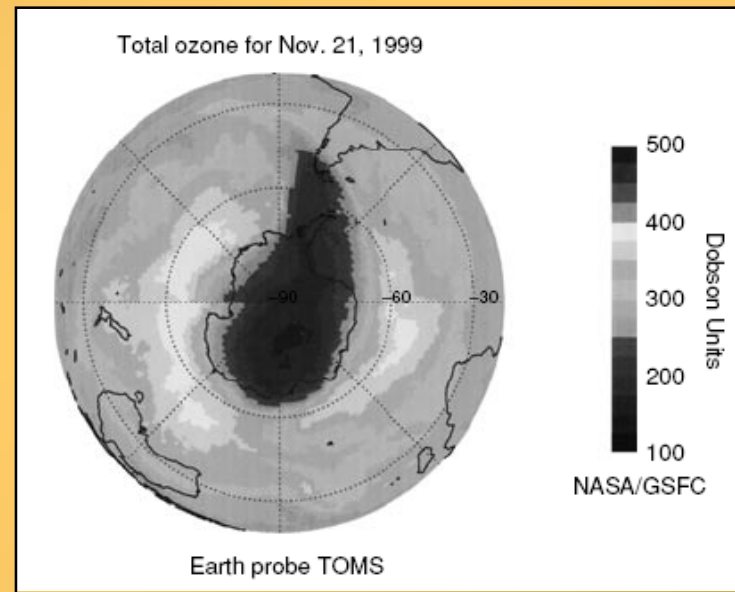 Total ozone for Nov. 21, 1999
–90 –60 –30
500
400
300
200
100
Dobson Units
NASA/GSFC
Earth probe TOMS